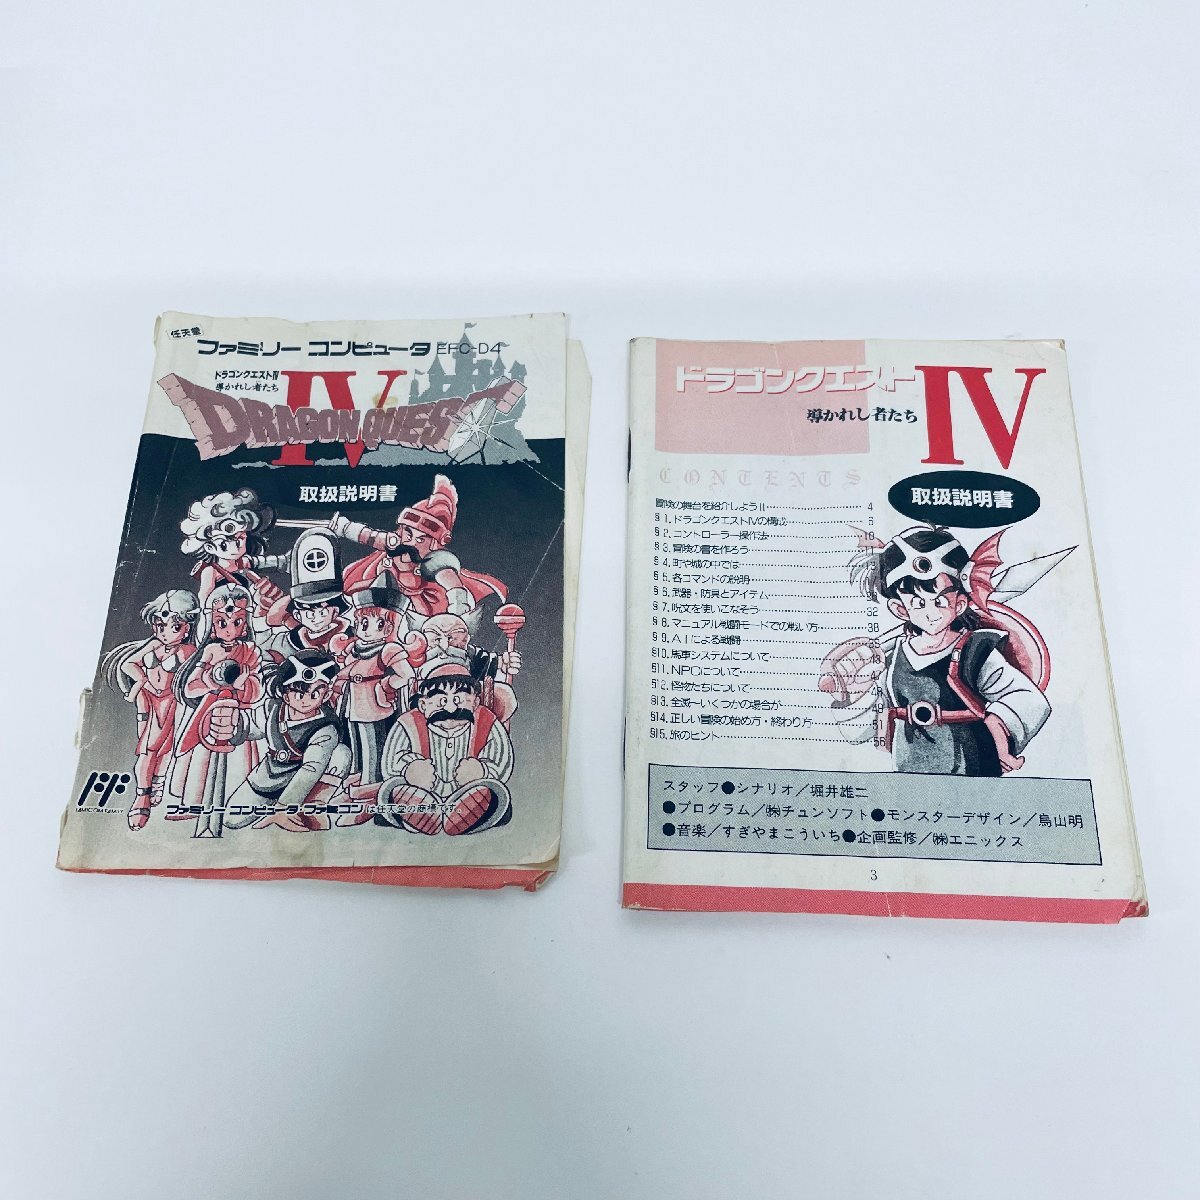 任天堂
ファミリー コンピュータ EFC-D4
ドラゴンクエストIV
導かれし者たち
IV
DRAGON QUEST
取扱説明書
ファミリー コンピュータ・ファミコンは任天堂の商標です。
ドラゴンクエスト
導かれし者たち
IV
取扱説明書
CONTENTS
冒険の舞台を紹介しよう!!…………4
§1.ドラゴンクエストIVの構成…………6
§2.コントローラー操作法…………10
§3.冒険の書を作ろう…………11
§4.町や城の中では…………
§5.各コマンドの説明…………
§6.武器・防具とアイテム…………
§7.呪文を使いこなそう…………32
§8.マニュアル戦闘モードでの戦い方…………38
§9.AIによる戦闘…………
§10.馬車システムについて…………43
§11.NPCについて…………47
§12.怪物たちについて…………48
§13.全滅〜いくつかの場合が…………49
§14.正しい冒険の始め方・終わり方…………51
§15.旅のヒント…………56
スタッフ●シナリオ/堀井雄二
●プログラム/㈱チュンソフト●モンスターデザイン/鳥山明
●音楽/すぎやまこういち●企画監修/㈱エニックス
3